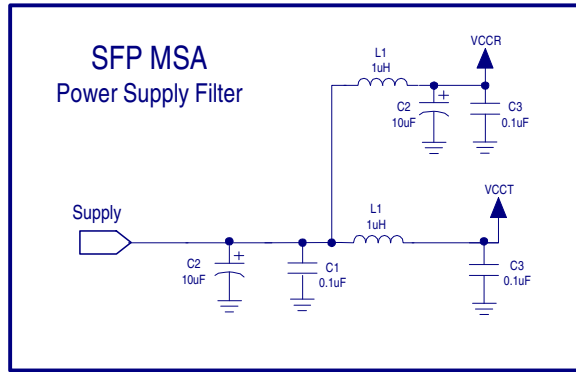 SFP MSA
Power Supply Filter
L1
1uH
VCCR
C2
10uF
+
C3
0.1uF
Supply
L1
1uH
VCCT
C2
10uF
+
C1
0.1uF
C3
0.1uF